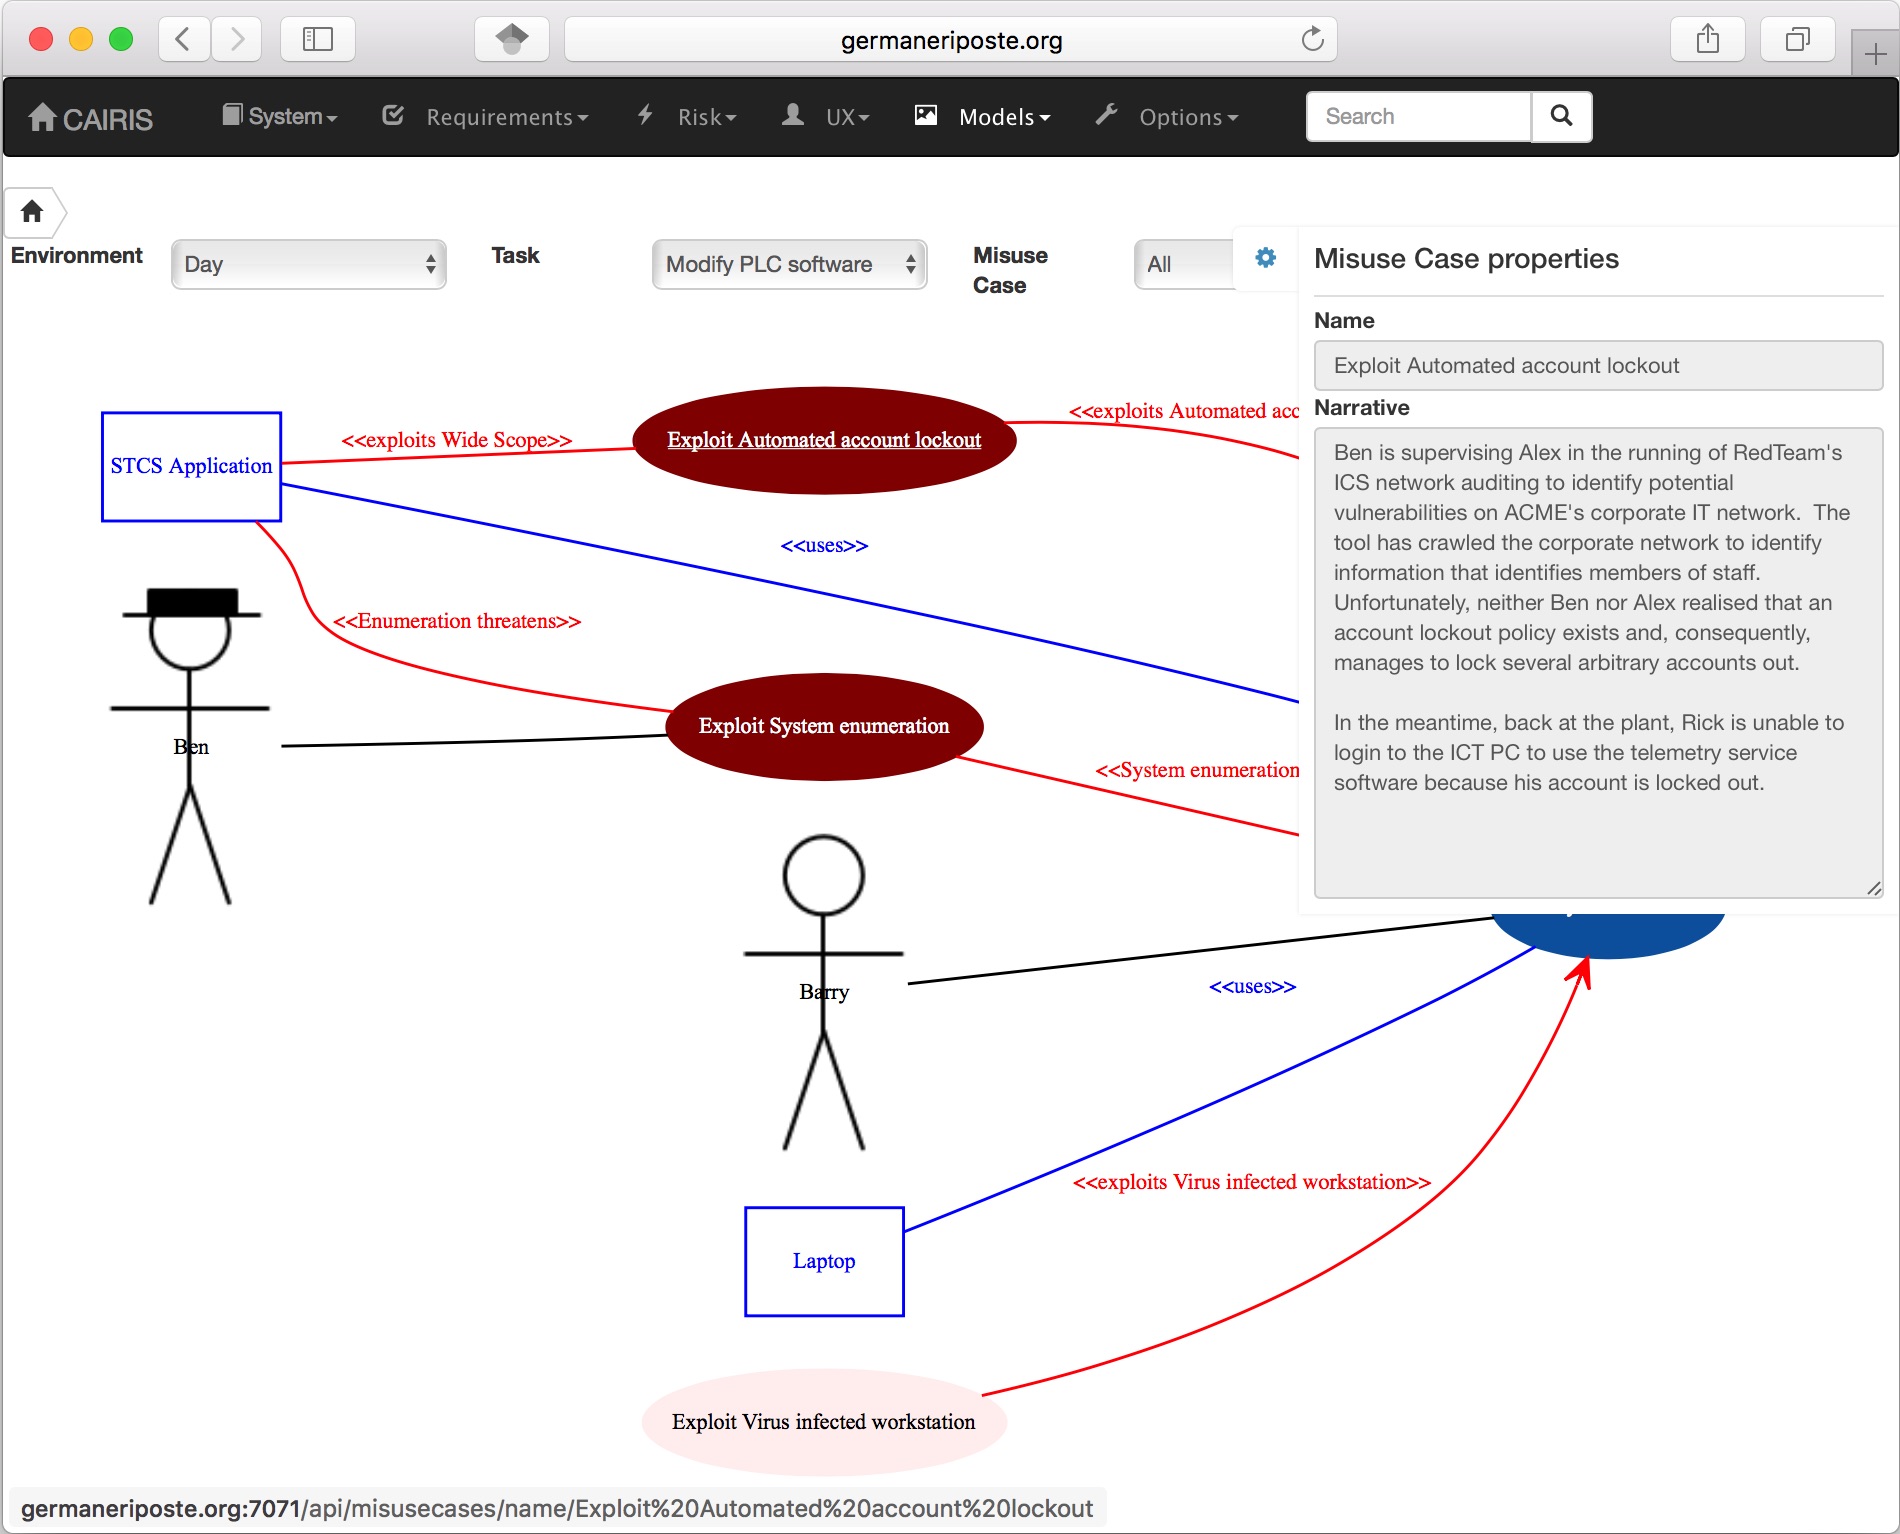 germaneriposte.org
CAIRIS System Requirements Risk UX Models Options Search
Environment Day Task Modify PLC software Misuse Case All
Misuse Case properties
Name
Exploit Automated account lockout
Narrative
Ben is supervising Alex in the running of RedTeam's
ICS network auditing to identify potential
vulnerabilities on ACME's corporate IT network.  The
tool has crawled the corporate network to identify
information that identifies members of staff.
Unfortunately, neither Ben nor Alex realised that an
account lockout policy exists and, consequently,
manages to lock several arbitrary accounts out.
In the meantime, back at the plant, Rick is unable to
login to the ICT PC to use the telemetry service
software because his account is locked out.
<<exploits Automated acc
<<exploits Wide Scope>>
Exploit Automated account lockout
STCS Application
<<uses>>
<<Enumeration threatens>>
Exploit System enumeration
Ben
<<System enumeration
Barry
<<uses>>
<<exploits Virus infected workstation>>
Laptop
Exploit Virus infected workstation
germaneriposte.org:7071/api/misusecases/name/Exploit%20Automated%20account%20lockout